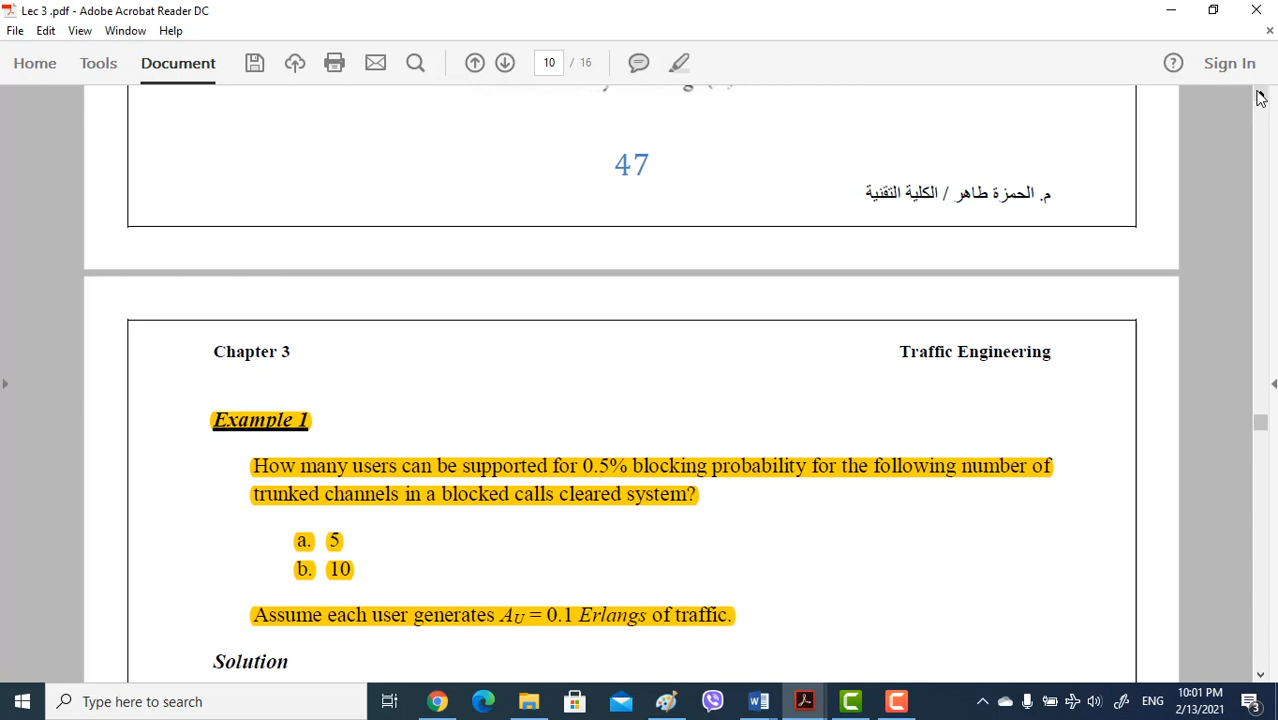 Lec 3 .pdf - Adobe Acrobat Reader DC
File Edit View Window Help
Home Tools Document 10 / 16 Sign In
47
م. الحمزة طاهر / الكلية التقنية
Chapter 3 Traffic Engineering
Example 1
How many users can be supported for 0.5% blocking probability for the following number of
trunked channels in a blocked calls cleared system?
a. 5
b. 10
Assume each user generates AU = 0.1 Erlangs of traffic.
Solution
Type here to search
ENG
10:01 PM
2/13/2021
3